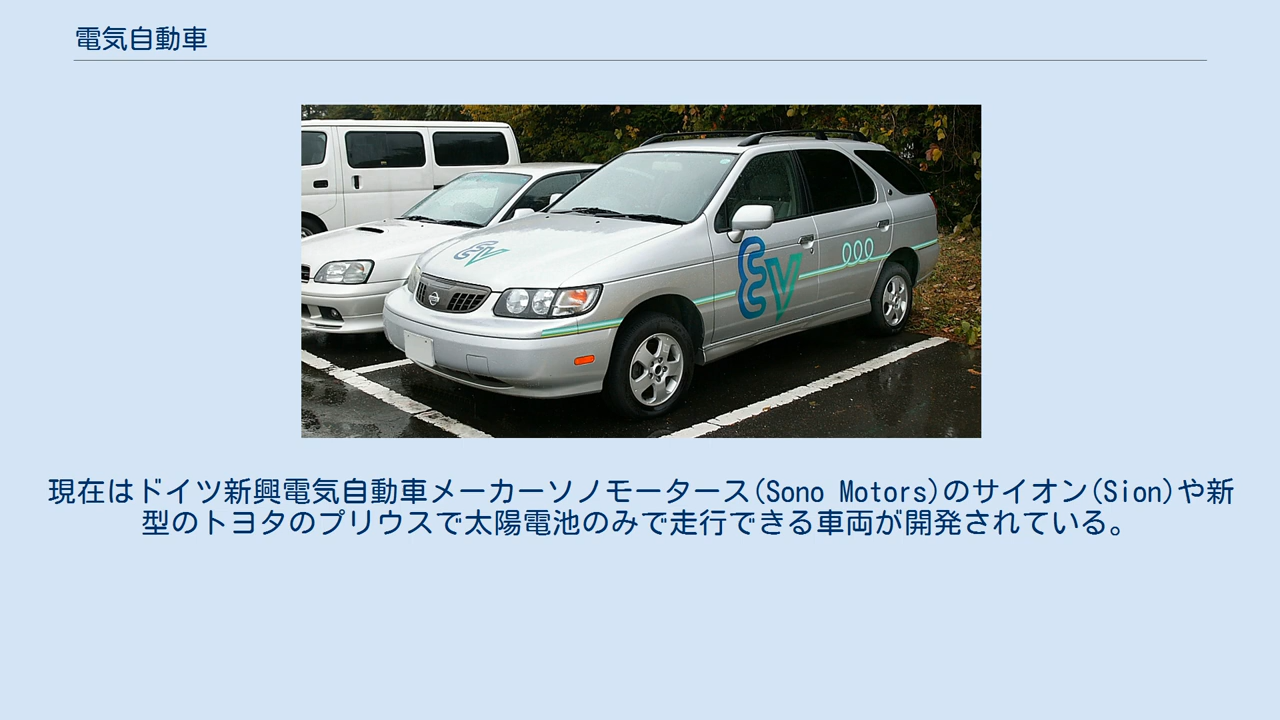 電気自動車
EV
EV
現在はドイツ新興電気自動車メーカーソノモータース(Sono Motors)のサイオン(Sion)や新
型のトヨタのプリウスで太陽電池のみで走行できる車両が開発されている。